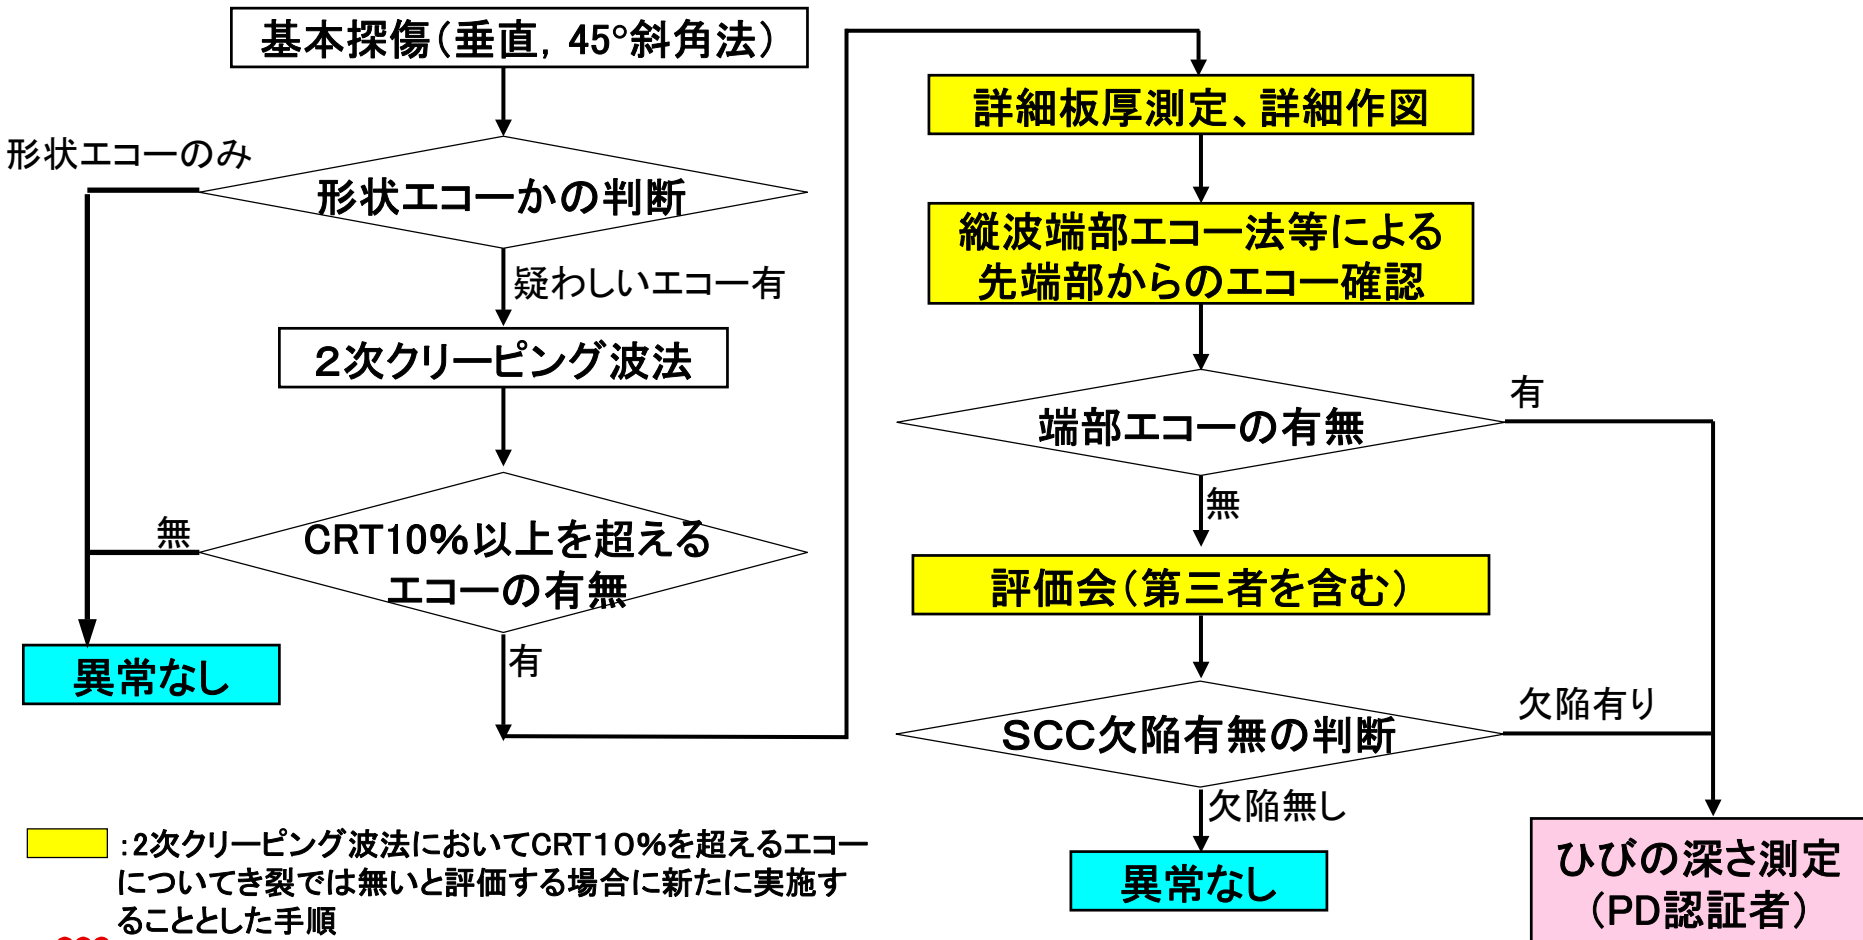 基本探傷（垂直，45°斜角法）
形状エコーのみ
形状エコーかの判断
疑わしいエコー有
２次クリーピング波法
無
CRT10%以上を超える
エコーの有無
有
異常なし
詳細板厚測定、詳細作図
縦波端部エコー法等による
先端部からのエコー確認
端部エコーの有無
有
無
評価会（第三者を含む）
SCC欠陥有無の判断
欠陥有り
欠陥無し
異常なし
ひびの深さ測定
（PD認証者）
：2次クリーピング波法においてCRT１０%を超えるエコー
についてき裂では無いと評価する場合に新たに実施す
ることとした手順